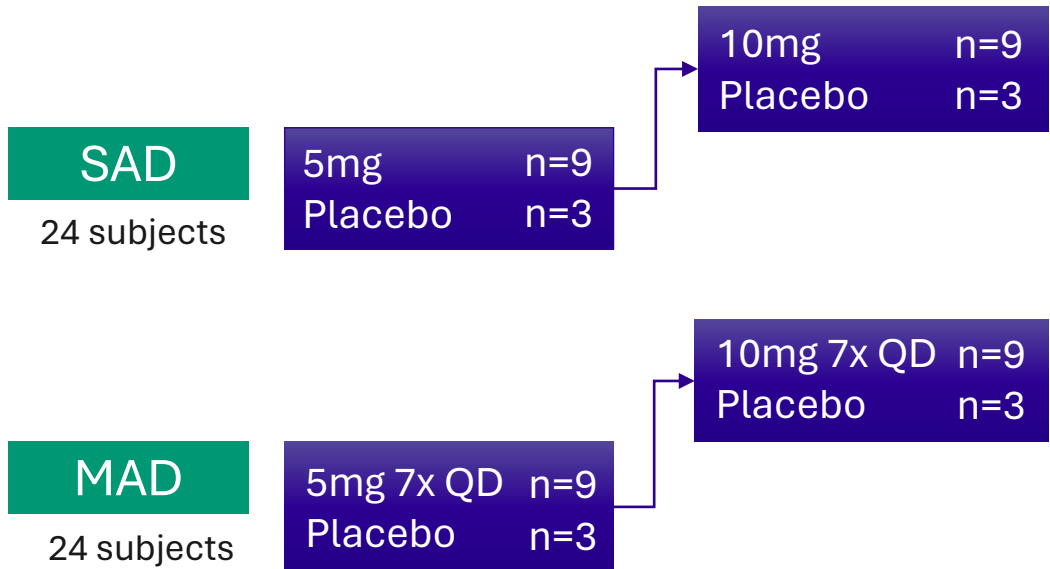 10mg n=9
Placebo n=3
SAD
24 subjects
5mg n=9
Placebo n=3
10mg 7x QD n=9
Placebo n=3
MAD
24 subjects
5mg 7x QD n=9
Placebo n=3